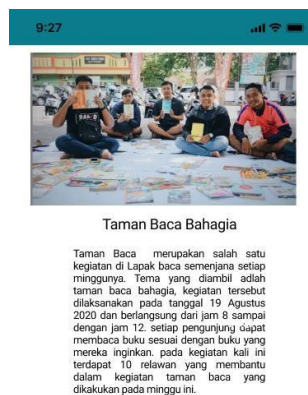 9:27
Taman Baca Bahagia
Taman Baca merupakan salah satu
kegiatan di Lapak baca semenjana setiap
minggunya. Tema yang diambil adlah
taman baca bahagia, kegiatan tersebut
dilaksanakan pada tanggal 19 Agustus
2020 dan berlangsung dari jam 8 sampai
dengan jam 12. setiap pengunjung dapat
membaca buku sesuai dengan buku yang
mereka inginkan. pada kegiatan kali ini
terdapat 10 relawan yang membantu
dalam kegiatan taman baca yang
dikakukan pada minggu ini.